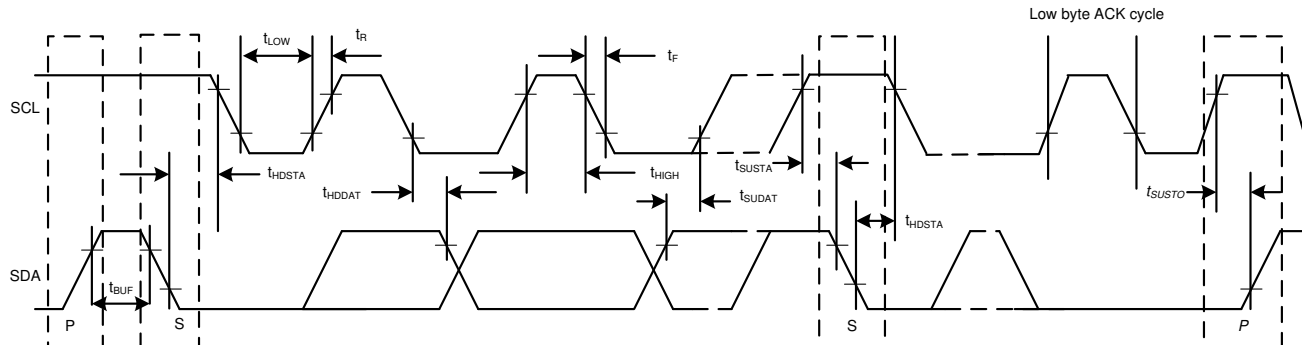 Low byte ACK cycle
tLOW
tR
tF
SCL
tHDSTA
tHDDAT
tHIGH
tSUDAT
tSUSTA
tHDSTA
tSUSTO
SDA
tBUF
P
S
S
P